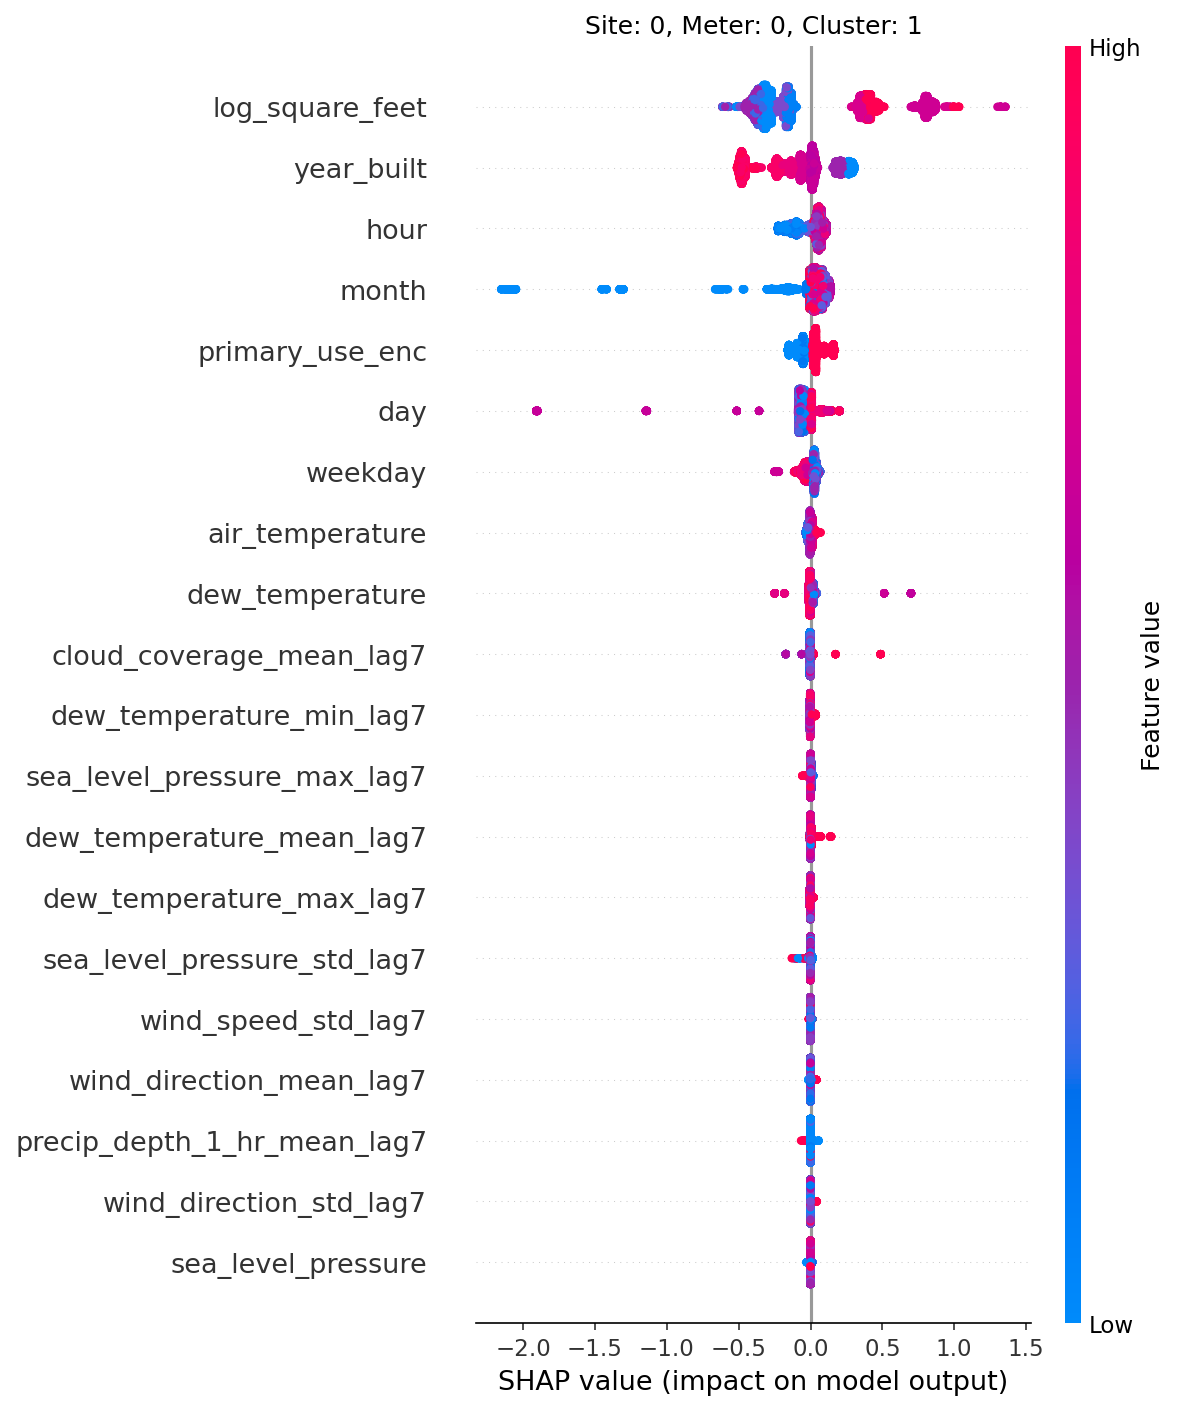 Site: 0, Meter: 0, Cluster: 1
High
log_square_feet
year_built
hour
month
primary_use_enc
day
weekday
air_temperature
dew_temperature
cloud_coverage_mean_lag7
dew_temperature_min_lag7
sea_level_pressure_max_lag7
dew_temperature_mean_lag7
dew_temperature_max_lag7
sea_level_pressure_std_lag7
wind_speed_std_lag7
wind_direction_mean_lag7
precip_depth_1_hr_mean_lag7
wind_direction_std_lag7
sea_level_pressure
Feature value
Low
−2.0 −1.5 −1.0 −0.5 0.0 0.5 1.0 1.5
SHAP value (impact on model output)